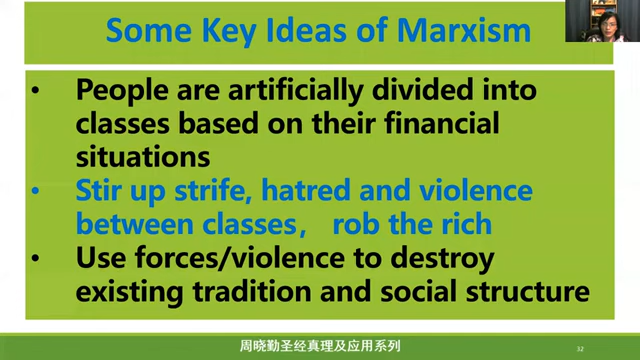 Some Key Ideas of Marxism
• People are artificially divided into
classes based on their financial
situations
• Stir up strife, hatred and violence
between classes， rob the rich
• Use forces/violence to destroy
existing tradition and social structure
周晓勤圣经真理及应用系列
32